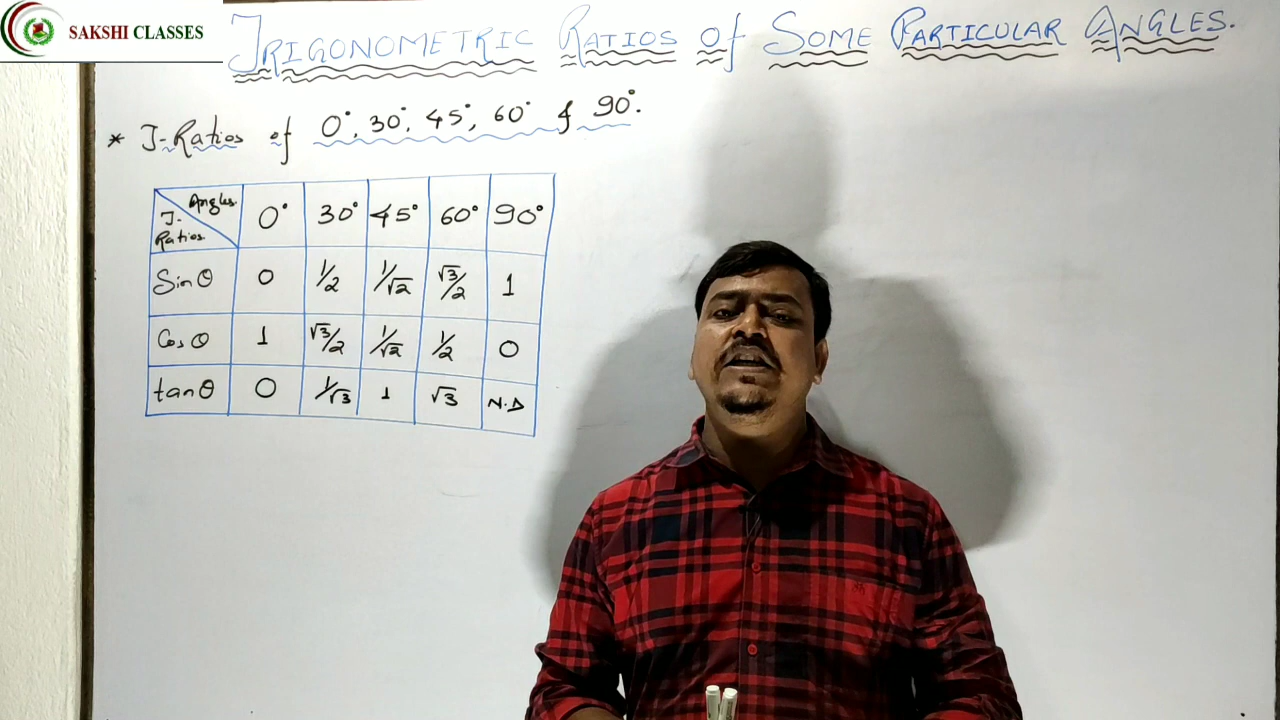 SAKSHI CLASSES
TRIGONOMETRIC RATIOS Of SOME PARTICULAR ANGLES.
* T-Ratios of 0°, 30°, 45°, 60° & 90°.
Angles T-Ratios 0° 30° 45° 60° 90°
Sinθ 0 1/2 1/√2 √3/2 1
Cosθ 1 √3/2 1/√2 1/2 0
tanθ 0 1/√3 1 √3 N.D